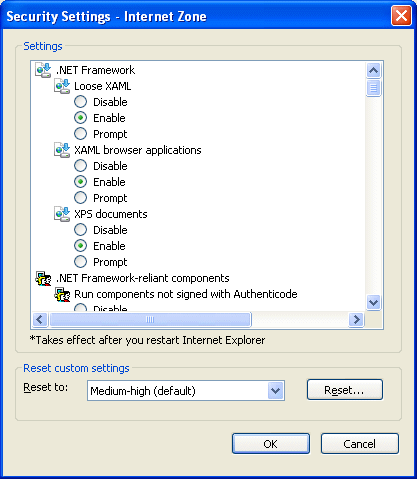 Security Settings - Internet Zone
Settings
.NET Framework
Loose XAML
Disable
Enable
Prompt
XAML browser applications
Disable
Enable
Prompt
XPS documents
Disable
Enable
Prompt
.NET Framework-reliant components
Run components not signed with Authenticode
Disable
*Takes effect after you restart Internet Explorer
Reset custom settings
Reset to: Medium-high (default) Reset...
OK Cancel